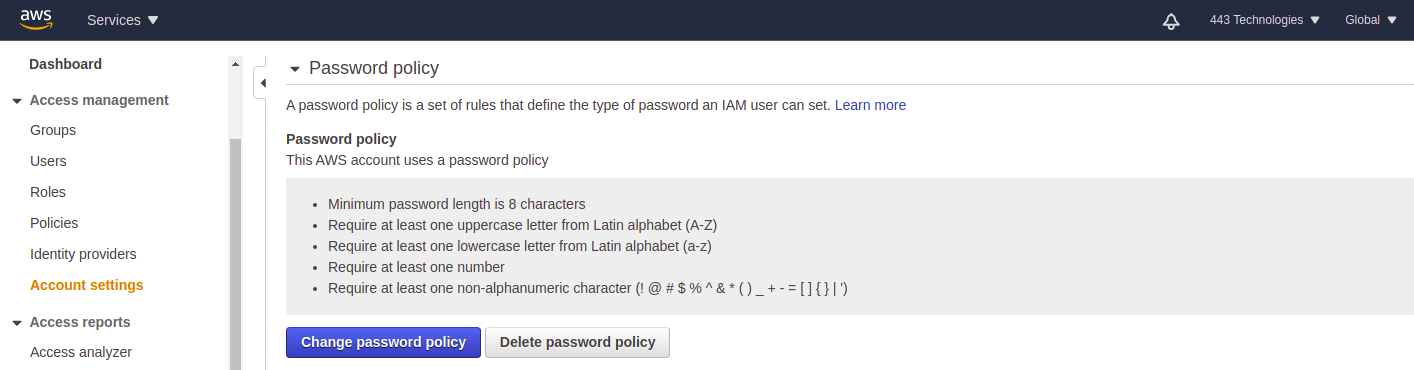 aws Services 443 Technologies Global
Dashboard
Access management
Groups
Users
Roles
Policies
Identity providers
Account settings
Access reports
Access analyzer
Password policy
A password policy is a set of rules that define the type of password an IAM user can set. Learn more
Password policy
This AWS account uses a password policy
• Minimum password length is 8 characters
• Require at least one uppercase letter from Latin alphabet (A-Z)
• Require at least one lowercase letter from Latin alphabet (a-z)
• Require at least one number
• Require at least one non-alphanumeric character (! @ # $ % ^ & * ( ) _ + - = [ ] { } | ')
Change password policy Delete password policy